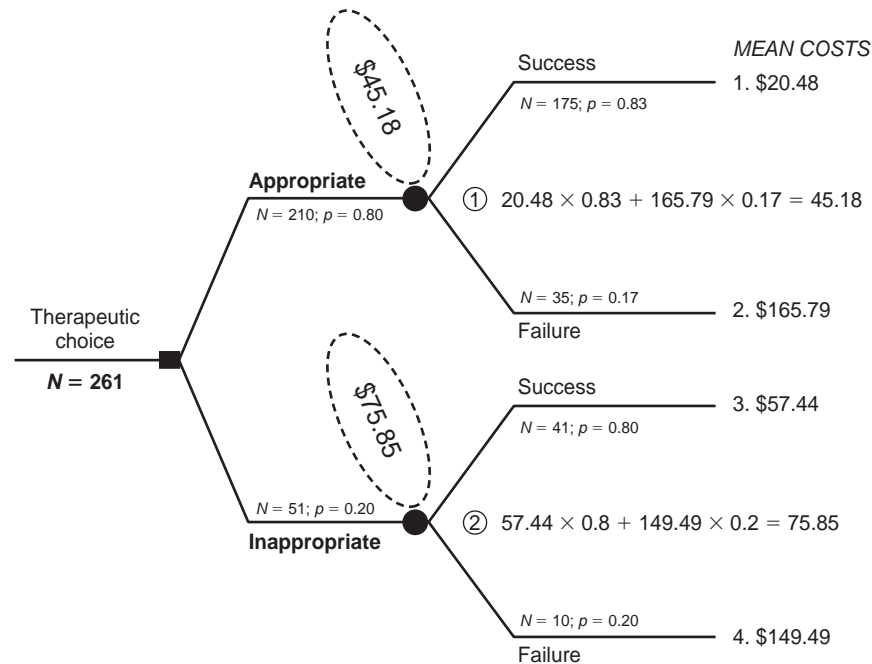 MEAN COSTS
Success
1. $20.48
N = 175; p = 0.83
$45.18
Appropriate
N = 210; p = 0.80
① 20.48 × 0.83 + 165.79 × 0.17 = 45.18
N = 35; p = 0.17
2. $165.79
Failure
Therapeutic
choice
N = 261
Success
3. $57.44
N = 41; p = 0.80
$75.85
N = 51; p = 0.20
Inappropriate
② 57.44 × 0.8 + 149.49 × 0.2 = 75.85
N = 10; p = 0.20
4. $149.49
Failure